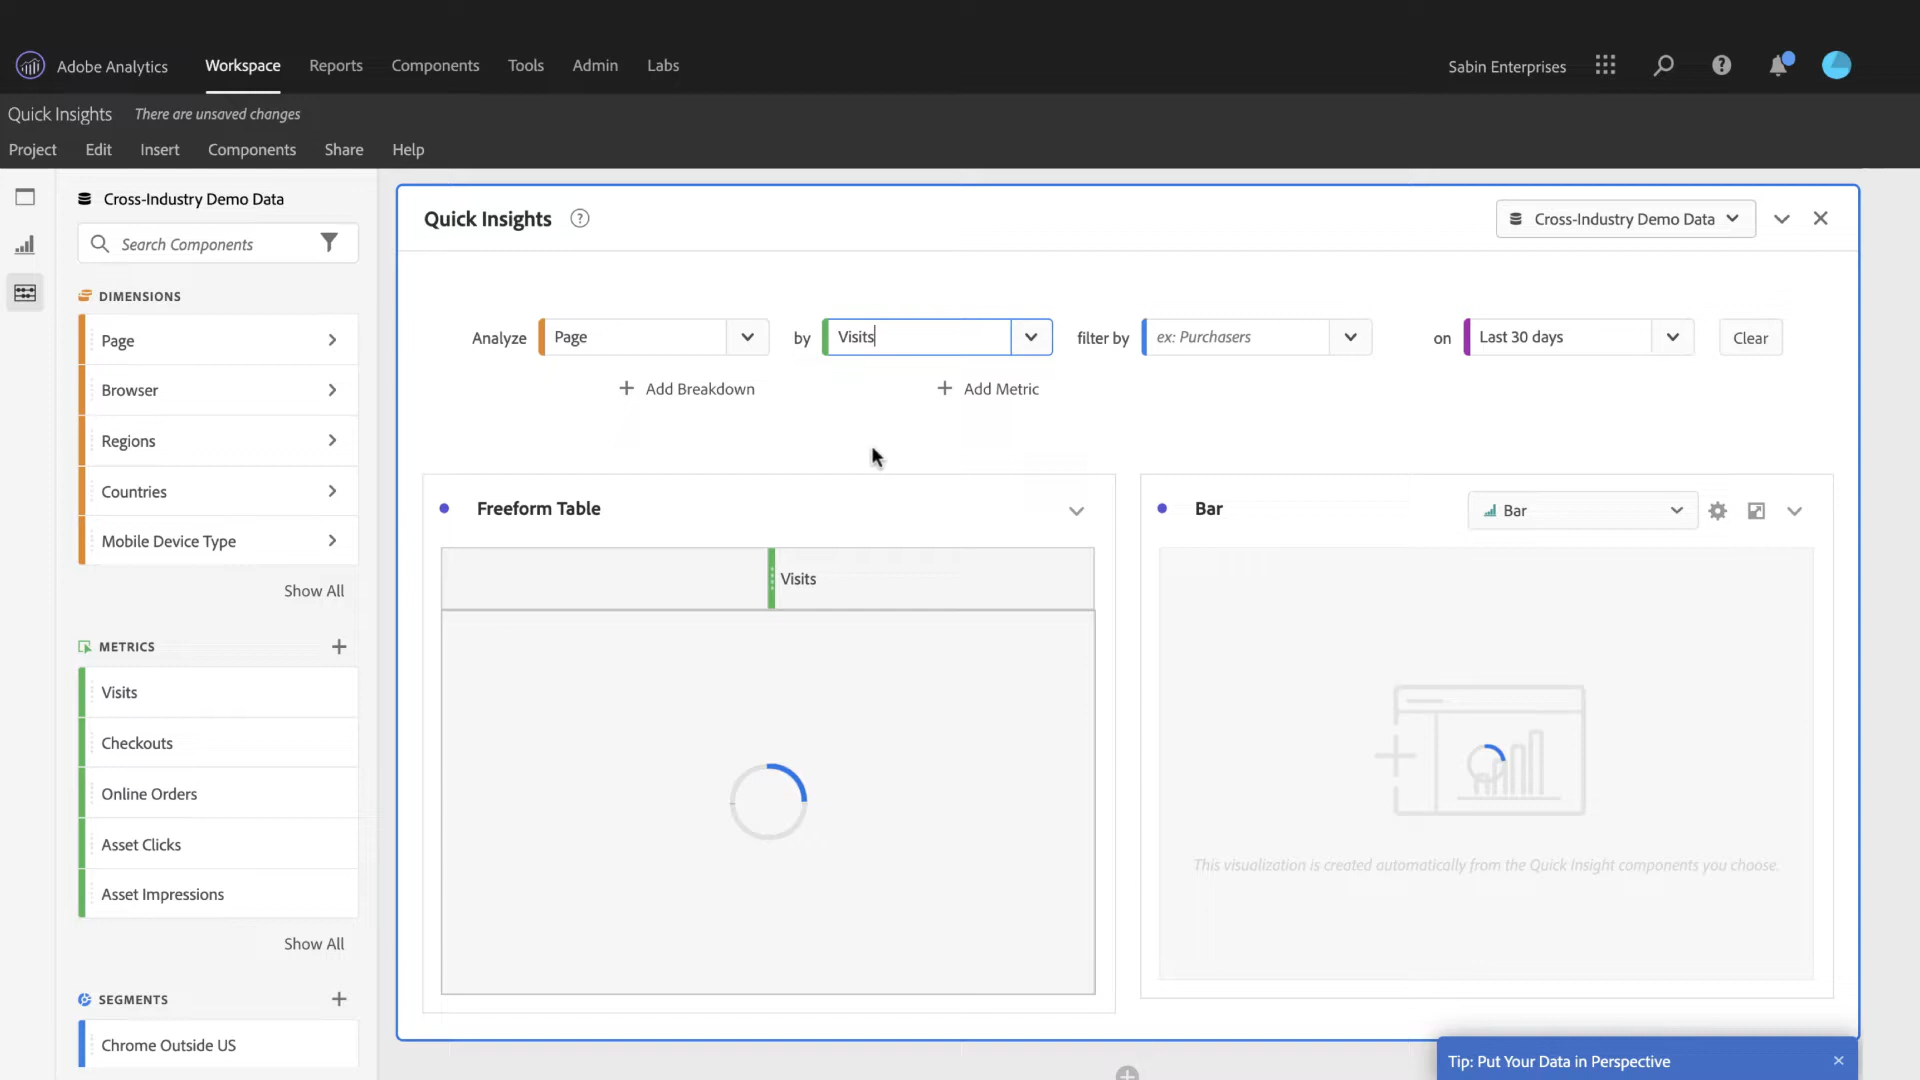 Adobe Analytics Workspace Reports Components Tools Admin Labs Sabin Enterprises
Quick Insights There are unsaved changes
Project Edit Insert Components Share Help
Cross-Industry Demo Data
Search Components
DIMENSIONS
Page
Browser
Regions
Countries
Mobile Device Type
Show All
METRICS
Visits
Checkouts
Online Orders
Asset Clicks
Asset Impressions
Show All
SEGMENTS
Chrome Outside US
Quick Insights ? Cross-Industry Demo Data
Analyze Page by Visits filter by ex: Purchasers on Last 30 days Clear
Add Breakdown Add Metric
Freeform Table
Visits
Bar Bar
This visualization is created automatically from the Quick Insight components you choose.
Tip: Put Your Data in Perspective